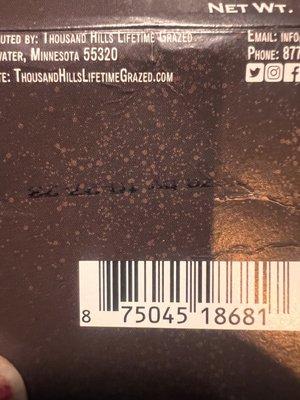 NET WT.
UTED BY: THOUSAND HILLS LIFETIME GRAZED
WATER, MINNESOTA 55320
TE: THOUSANDHILLSLIFETIMEGRAZED.COM
EMAIL: INFO
PHONE: 877
8 75045 18681